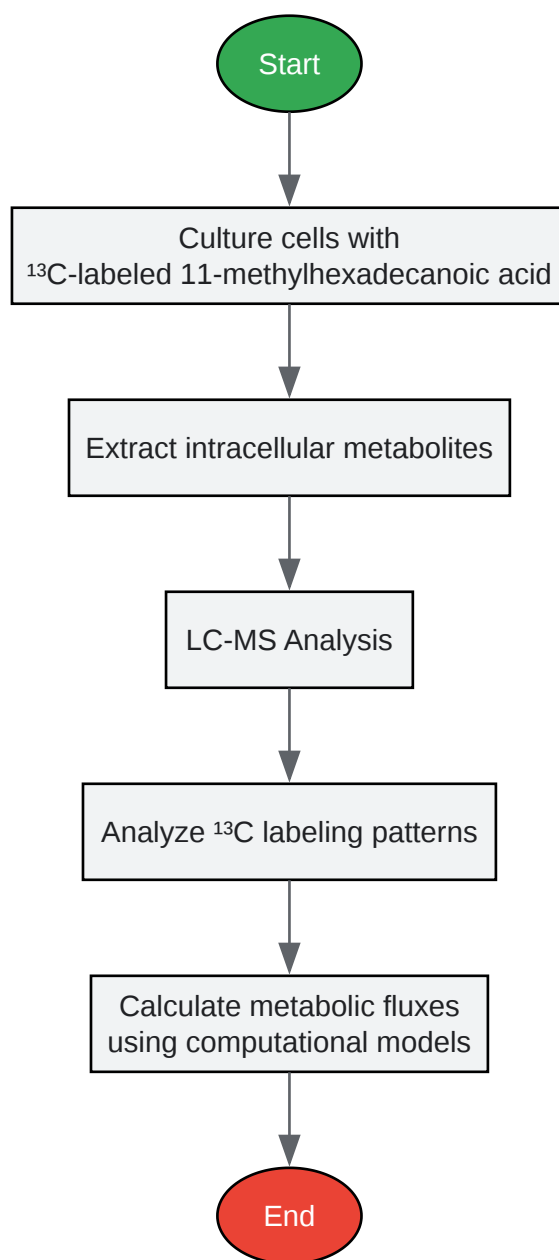 Start
Culture cells with
¹³C-labeled 11-methylhexadecanoic acid
Extract intracellular metabolites
LC-MS Analysis
Analyze ¹³C labeling patterns
Calculate metabolic fluxes
using computational models
End